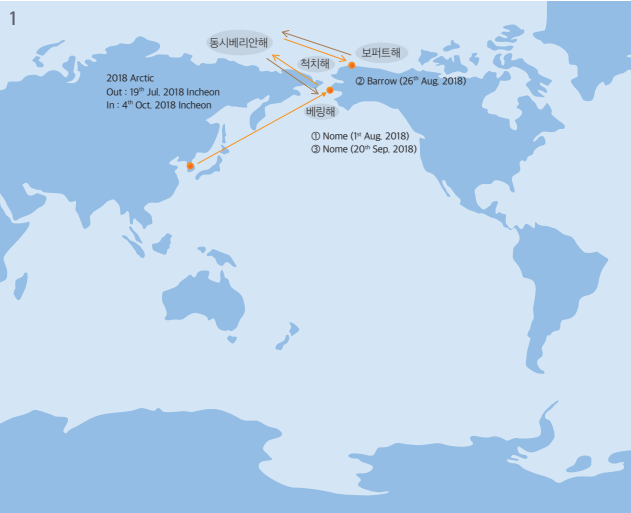 1
동시베리안해
보퍼트해
척치해
2018 Arctic
Out : 19th Jul. 2018 Incheon
In : 4th Oct. 2018 Incheon
② Barrow (26th Aug. 2018)
베링해
① Nome (1st Aug. 2018)
③ Nome (20th Sep. 2018)